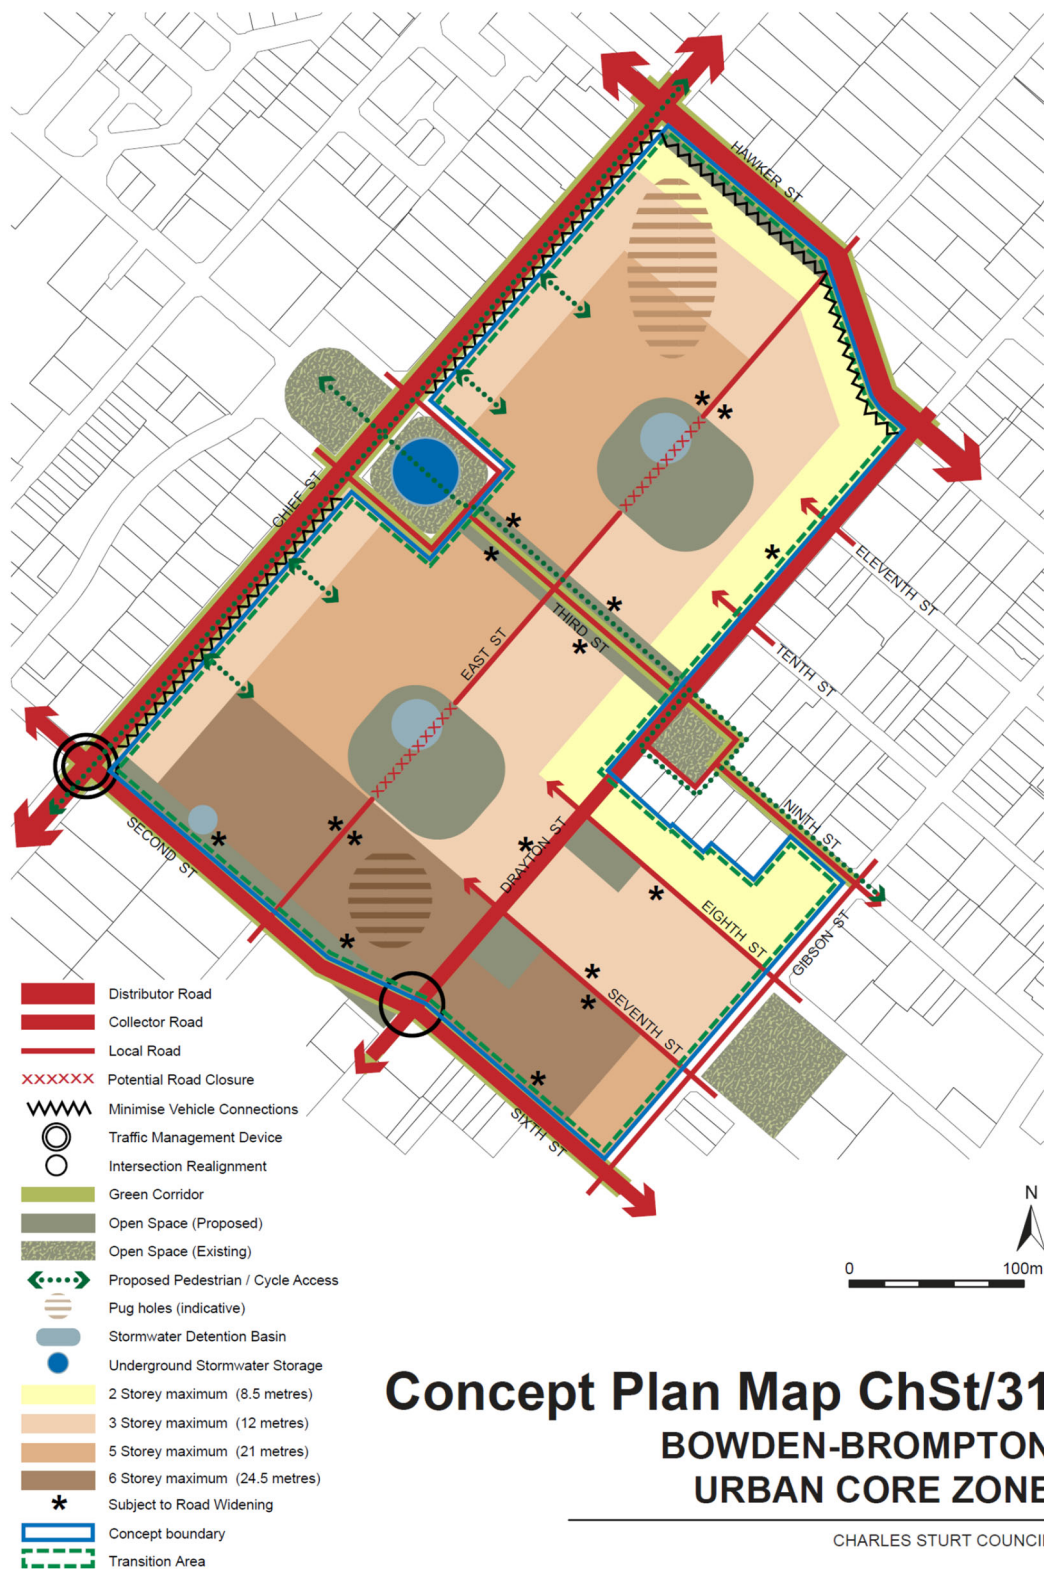 HAWKER ST
CHIEF ST
ELEVENTH ST
THIRD ST
EAST ST
TENTH ST
NINTH ST
SECOND ST
DRAYTON ST
EIGHTH ST
GIBSON ST
SEVENTH ST
SIXTH ST
Distributor Road
Collector Road
Local Road
Potential Road Closure
Minimise Vehicle Connections
Traffic Management Device
Intersection Realignment
Green Corridor
Open Space (Proposed)
Open Space (Existing)
Proposed Pedestrian / Cycle Access
Pug holes (indicative)
Stormwater Detention Basin
Underground Stormwater Storage
2 Storey maximum (8.5 metres)
3 Storey maximum (12 metres)
5 Storey maximum (21 metres)
6 Storey maximum (24.5 metres)
Subject to Road Widening
Concept boundary
Transition Area
N
0 100m
Concept Plan Map ChSt/31
BOWDEN-BROMPTON
URBAN CORE ZONE
CHARLES STURT COUNCIL